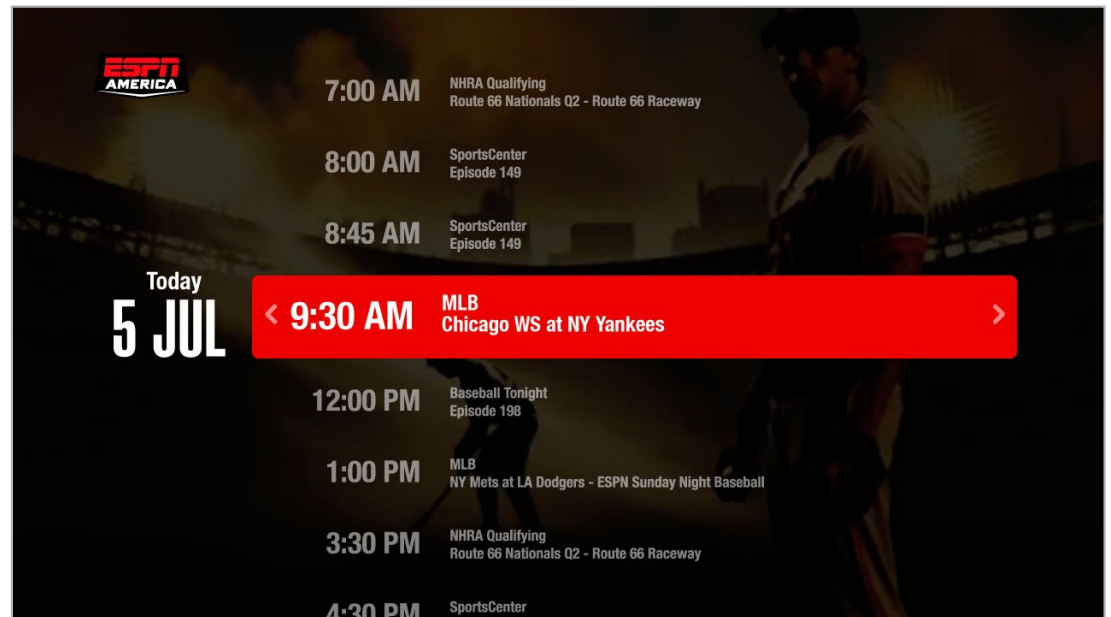 ESPN
AMERICA
7:00 AM
NHRA Qualifying
Route 66 Nationals Q2 - Route 66 Raceway
8:00 AM
SportsCenter
Episode 149
8:45 AM
SportsCenter
Episode 149
Today
5 JUL
9:30 AM
MLB
Chicago WS at NY Yankees
12:00 PM
Baseball Tonight
Episode 198
1:00 PM
MLB
NY Mets at LA Dodgers - ESPN Sunday Night Baseball
3:30 PM
NHRA Qualifying
Route 66 Nationals Q2 - Route 66 Raceway
4:30 PM
SportsCenter